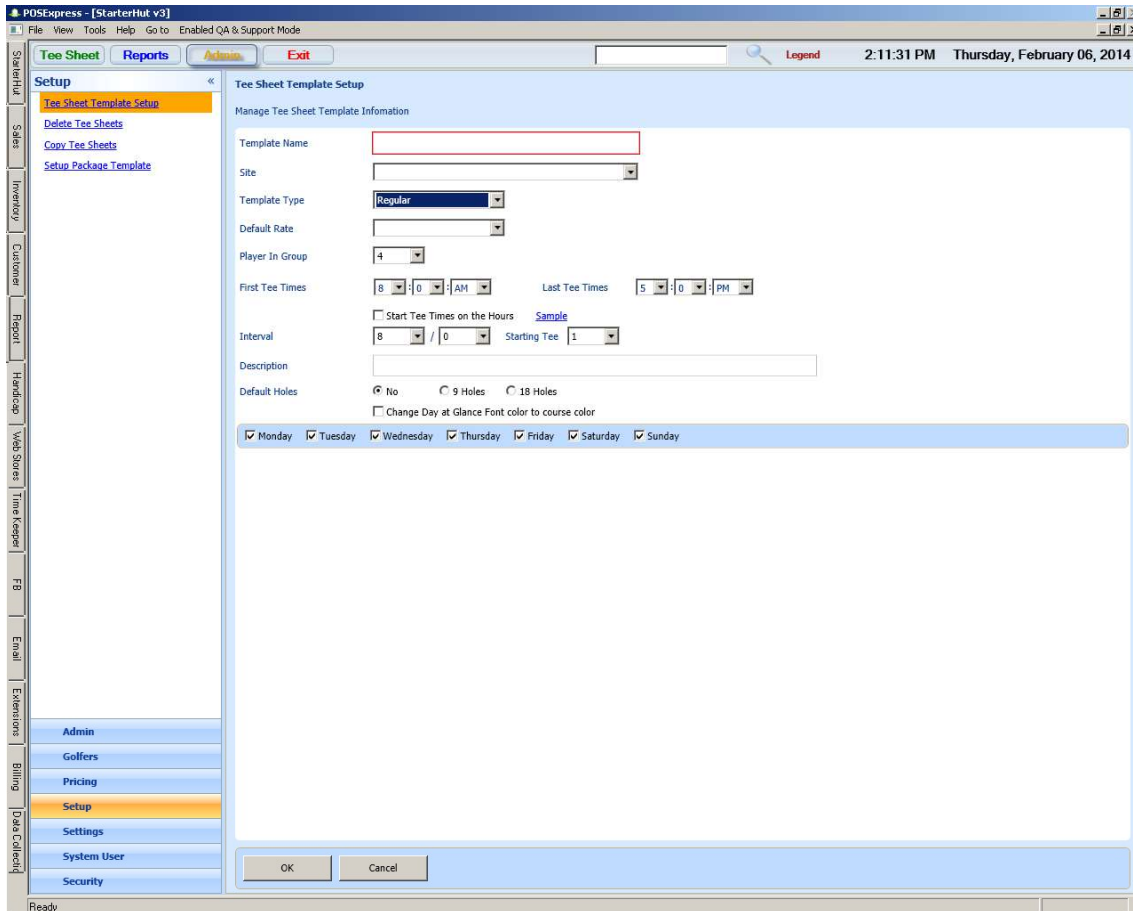 POSExpress - [StarterHut v3]
File View Tools Help Go to Enabled QA & Support Mode
Tee Sheet Reports Admin Exit Legend 2:11:31 PM Thursday, February 06, 2014
StarterHut
Sales
Inventory
Customer
Report
Handicap
Web Stores
Time Keeper
FB
Email
Extensions
Billing
Data Collectio
Setup «
Tee Sheet Template Setup
Delete Tee Sheets
Copy Tee Sheets
Setup Package Template
Admin
Golfers
Pricing
Setup
Settings
System User
Security
Tee Sheet Template Setup
Manage Tee Sheet Template Infomation
Template Name
Site
Template Type Regular
Default Rate
Player In Group 4
First Tee Times 8 : 0 : AM Last Tee Times 5 : 0 : PM
Start Tee Times on the Hours Sample
Interval 8 / 0 Starting Tee 1
Description
Default Holes No 9 Holes 18 Holes
Change Day at Glance Font color to course color
Monday Tuesday Wednesday Thursday Friday Saturday Sunday
OK Cancel
Ready